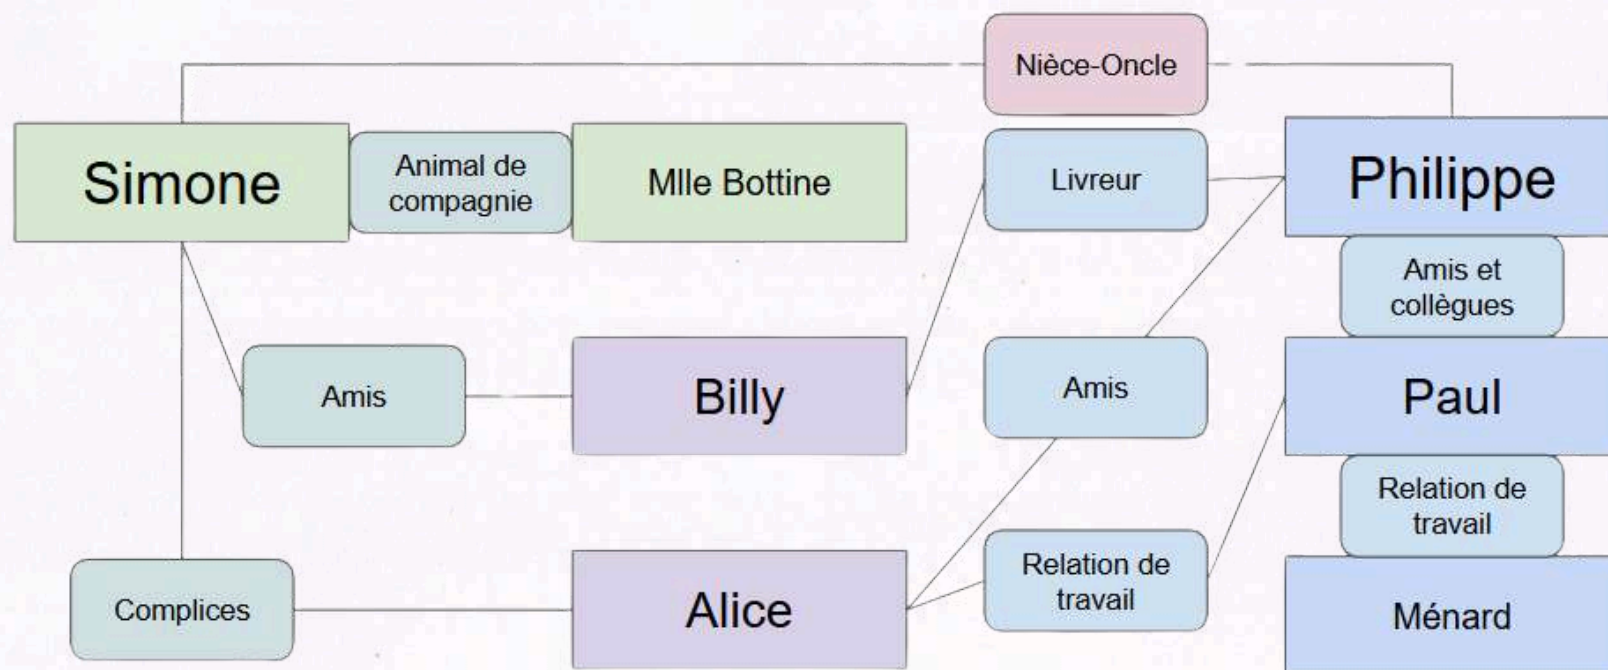 Nièce-Oncle
Simone
Animal de
compagnie
Mlle Bottine
Livreur
Philippe
Amis et
collègues
Amis
Billy
Amis
Paul
Relation de
travail
Complices
Alice
Relation de
travail
Ménard